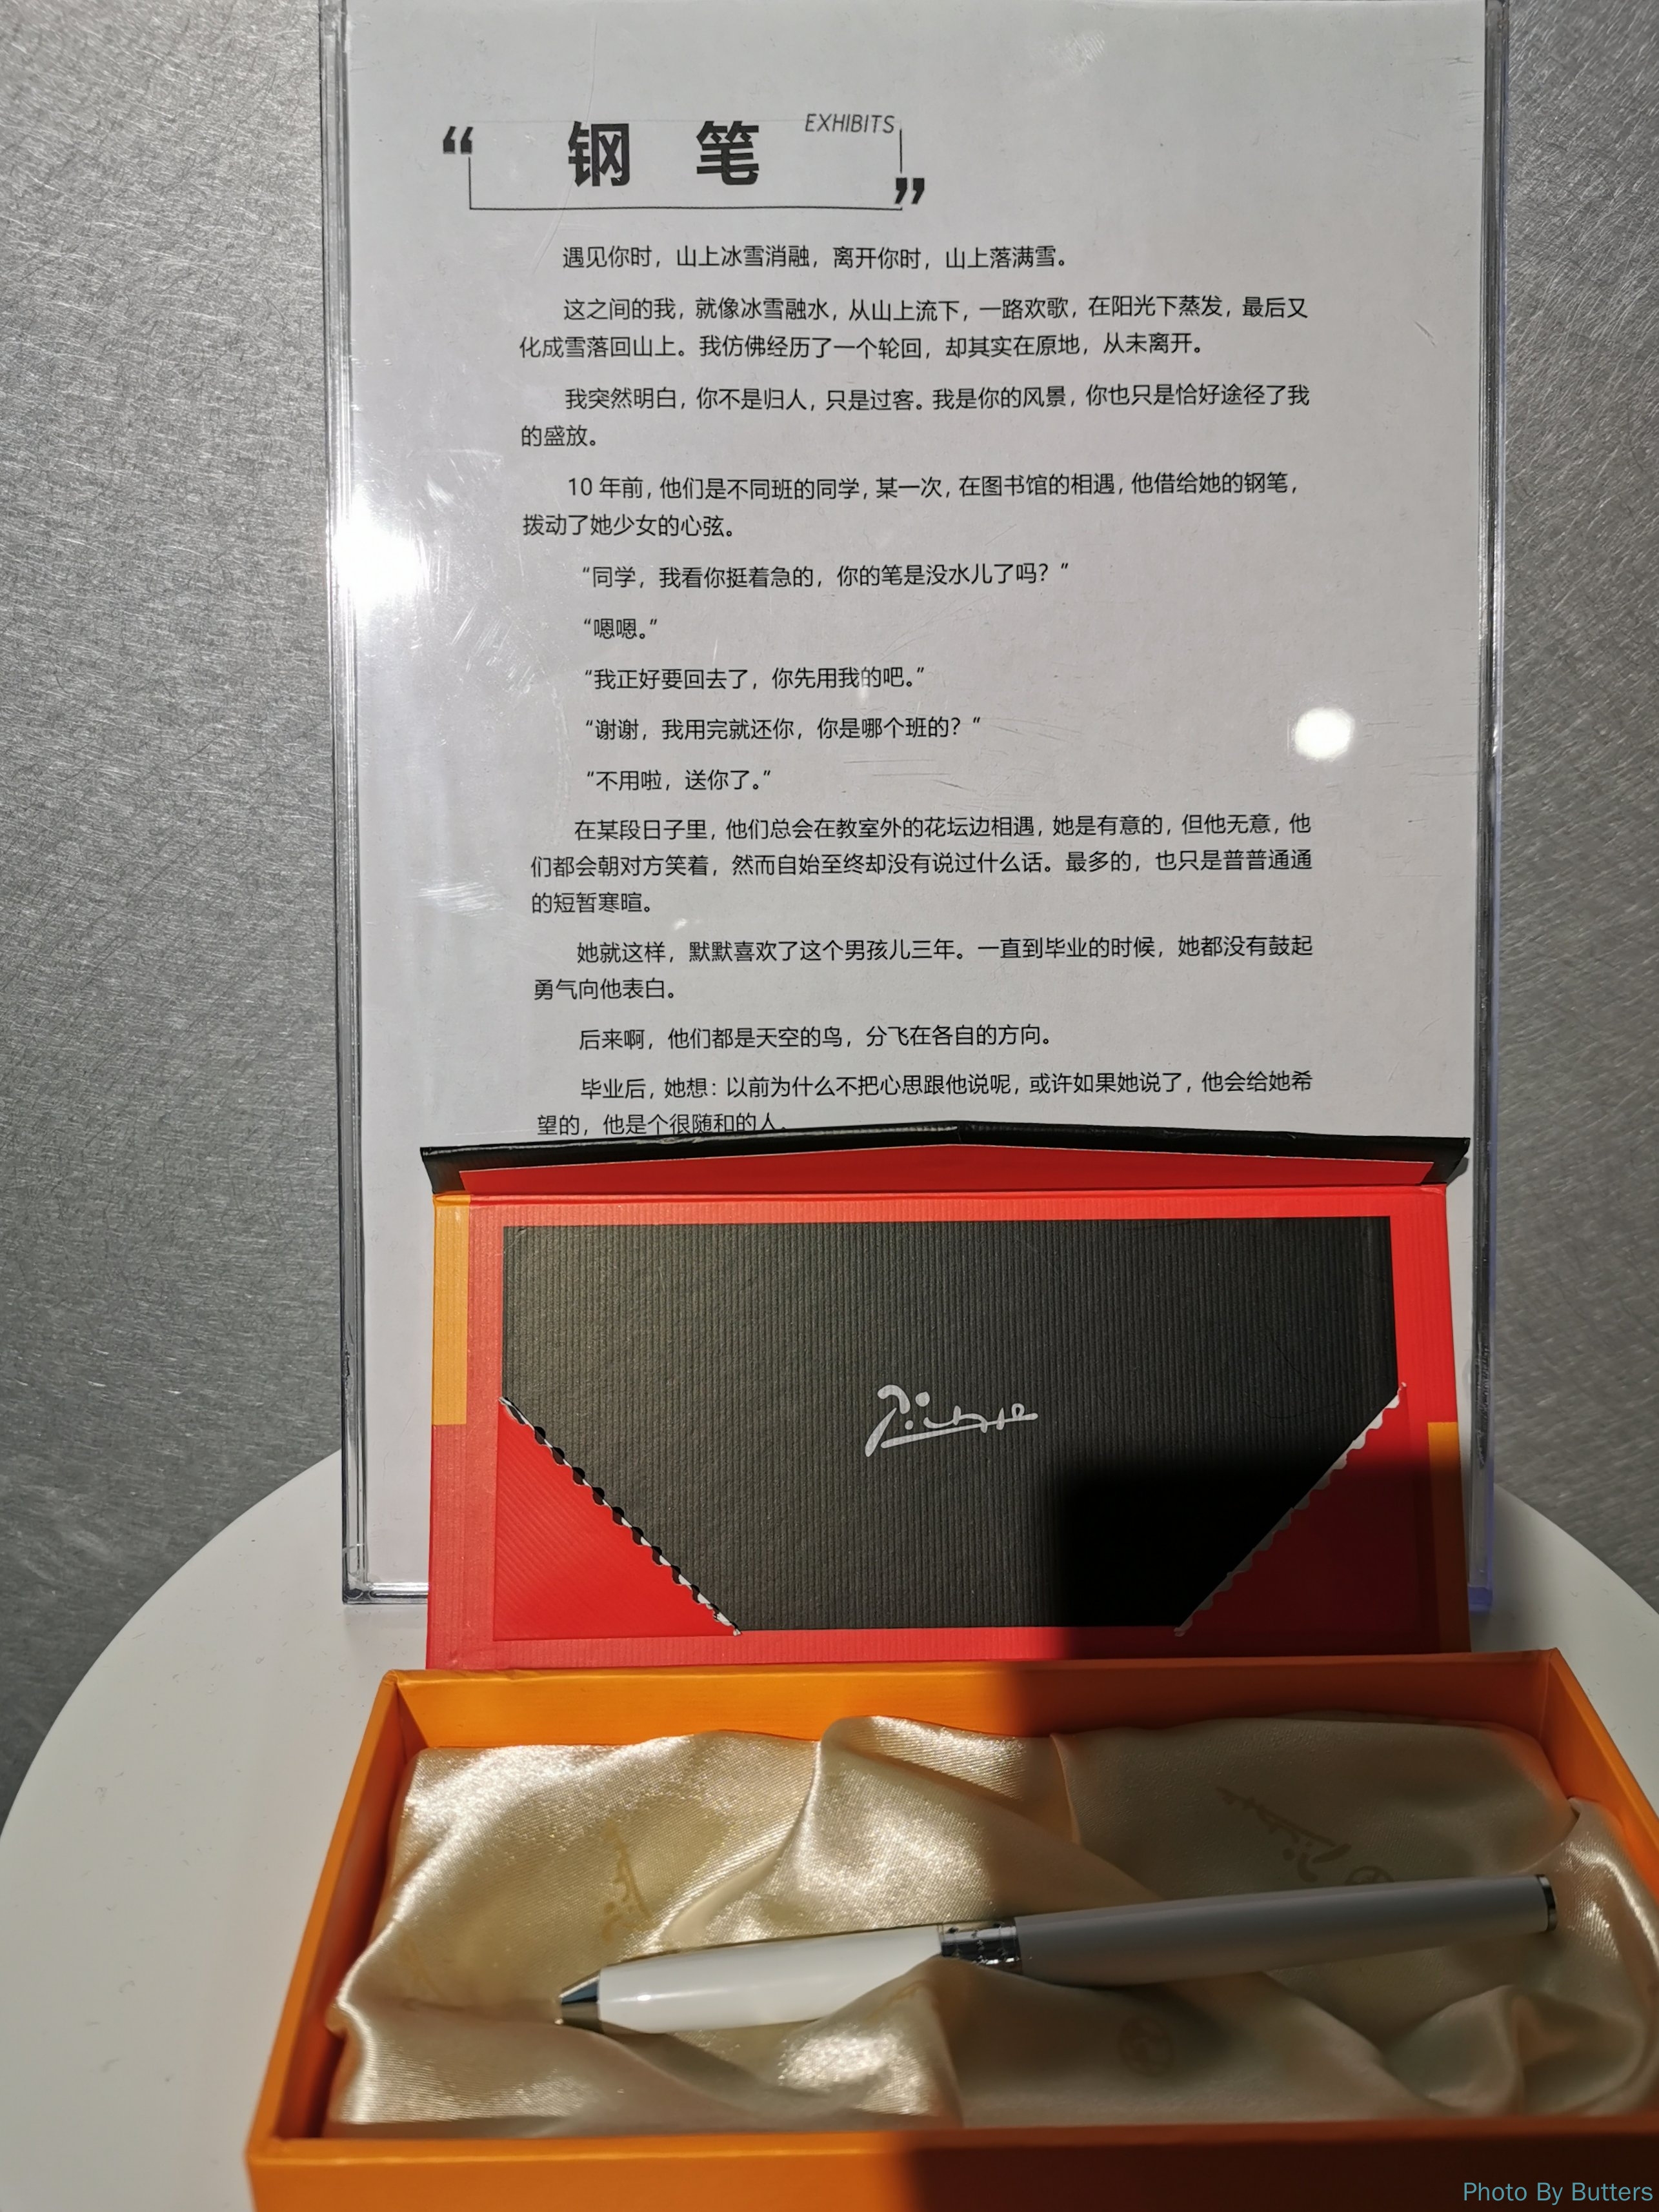 “ 钢 笔 EXHIBITS ”
遇见你时，山上冰雪消融，离开你时，山上落满雪。
这之间的我，就像冰雪融水，从山上流下，一路欢歌，在阳光下蒸发，最后又
化成雪落回山上。我仿佛经历了一个轮回，却其实在原地，从未离开。
我突然明白，你不是归人，只是过客。我是你的风景，你也只是恰好途径了我
的盛放。
10 年前，他们是不同班的同学，某一次，在图书馆的相遇，他借给她的钢笔，
拨动了她少女的心弦。
“同学，我看你挺着急的，你的笔是没水儿了吗？”
“嗯嗯。”
“我正好要回去了，你先用我的吧。”
“谢谢，我用完就还你，你是哪个班的？”
“不用啦，送你了。”
在某段日子里，他们总会在教室外的花坛边相遇，她是有意的，但他无意，他
们都会朝对方笑着，然而自始至终却没有说过什么话。最多的，也只是普普通通
的短暂寒暄。
她就这样，默默喜欢了这个男孩儿三年。一直到毕业的时候，她都没有鼓起
勇气向他表白。
后来啊，他们都是天空的鸟，分飞在各自的方向。
毕业后，她想：以前为什么不把心思跟他说呢，或许如果她说了，他会给她希
望的，他是个很随和的人。
Photo By Butters